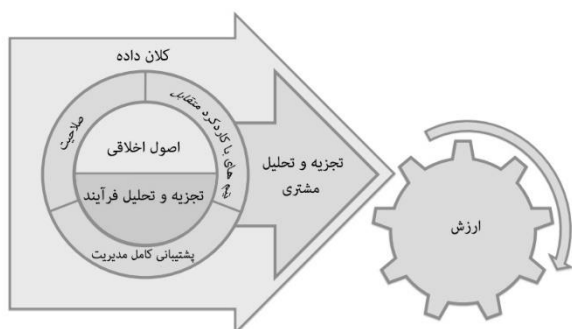 کلان داده
صلاحیت
تیم های با کارکرد متقابل
اصول اخلاقی
تجزیه و تحلیل فرآیند
پشتیبانی کامل مدیریت
تجزیه و تحلیل
مشتری
ارزش